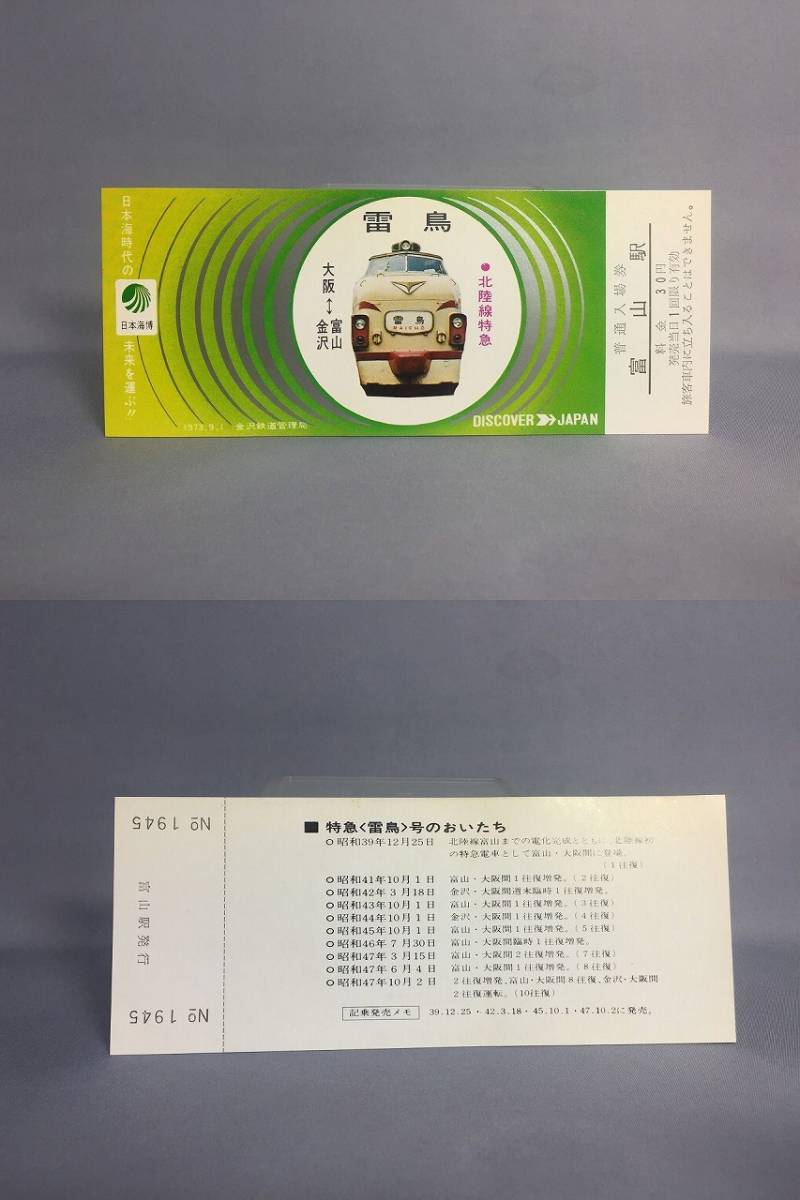 日本海時代の
日本海博
未来を運ぶ!!
雷鳥
大阪↔富山
金沢
●北陸線特急
雷鳥
RAICHO
1973.9.1 金沢鉄道管理局
DISCOVER JAPAN
普通入場券
富山駅
料金 30円
発売当日1回限り有効
旅客車内に立ち入ることはできません。
№ 1945
富山駅発行
№ 1945
■ 特急<雷鳥>号のおいたち
○昭和39年12月25日 北陸線富山までの電化完成とともに、北陸線初
の特急電車として富山・大阪間に登場。
(1往復)
○昭和41年10月1日 富山・大阪間1往復増発。(2往復)
○昭和42年3月18日 金沢・大阪間週末臨時1往復増発。
○昭和43年10月1日 富山・大阪間1往復増発。(3往復)
○昭和44年10月1日 金沢・大阪間1往復増発。(4往復)
○昭和45年10月1日 富山・大阪間1往復増発。(5往復)
○昭和46年7月30日 富山・大阪間臨時1往復増発。
○昭和47年3月15日 富山・大阪間2往復増発。(7往復)
○昭和47年6月4日 富山・大阪間1往復増発。(8往復)
○昭和47年10月2日 2往復増発、富山・大阪間8往復、金沢・大阪間
2往復運転。(10往復)
記乗発売メモ 39.12.25・42.3.18・45.10.1・47.10.2に発売。